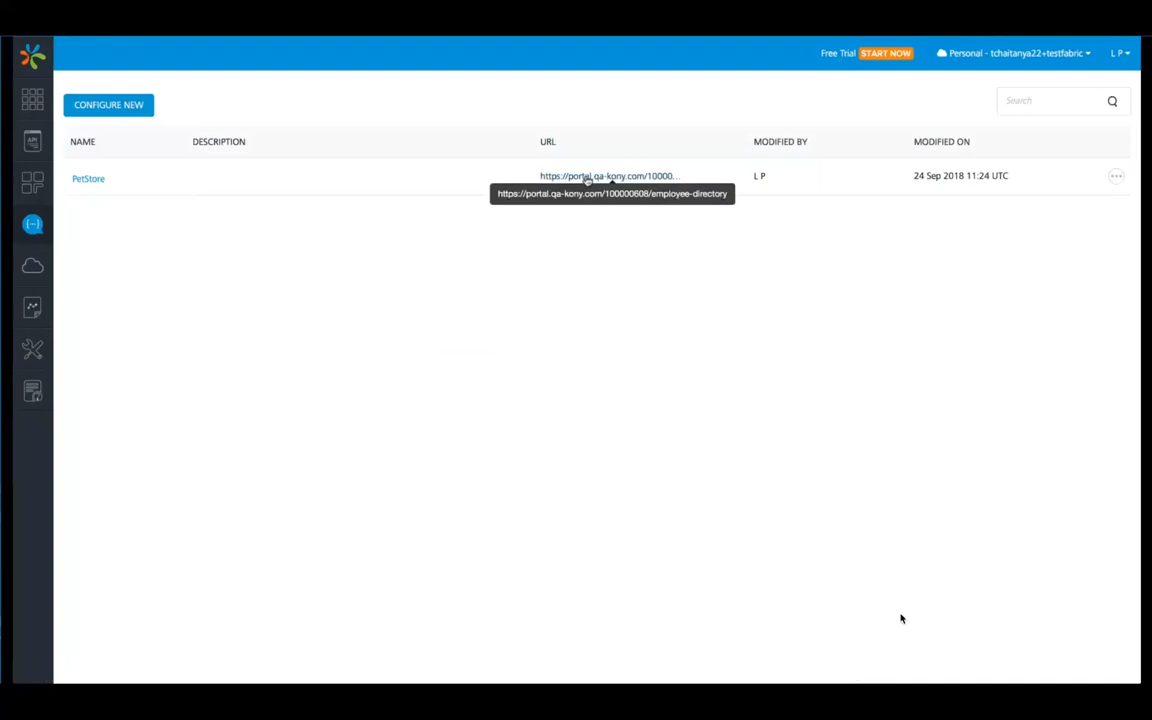 Free Trial START NOW Personal - tchaitanya22+testfabric L P
CONFIGURE NEW
Search
API
NAME DESCRIPTION URL MODIFIED BY MODIFIED ON
PetStore https://portal.qa-kony.com/10000... L P 24 Sep 2018 11:24 UTC
https://portal.qa-kony.com/100000608/employee-directory